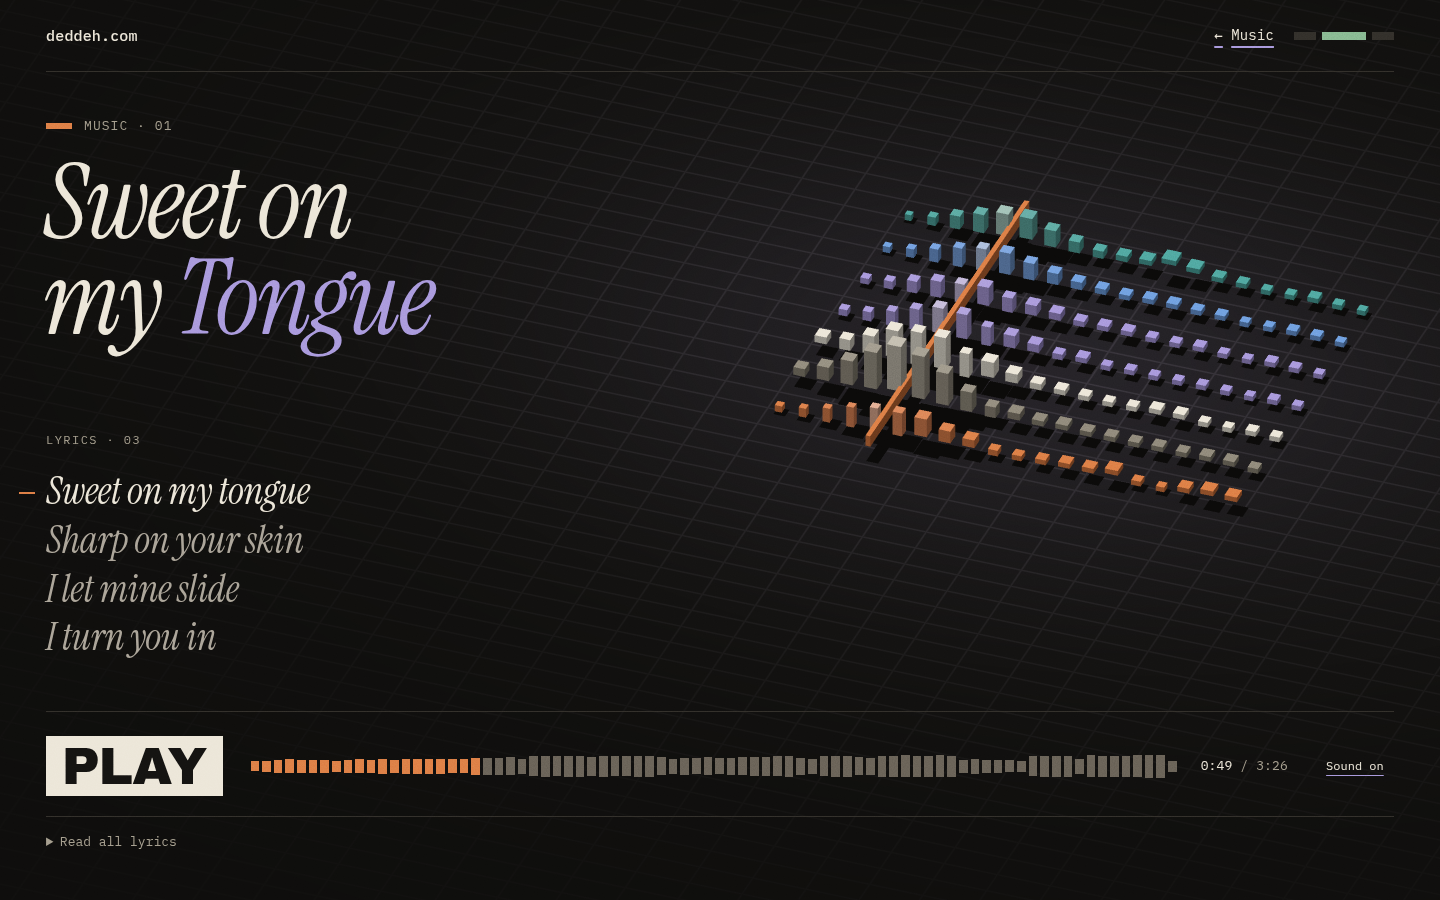 deddeh.com
← Music
MUSIC · 01
Sweet on
my Tongue
LYRICS · 03
Sweet on my tongue
Sharp on your skin
I let mine slide
I turn you in
PLAY
0:49 / 3:26
Sound on
▶ Read all lyrics